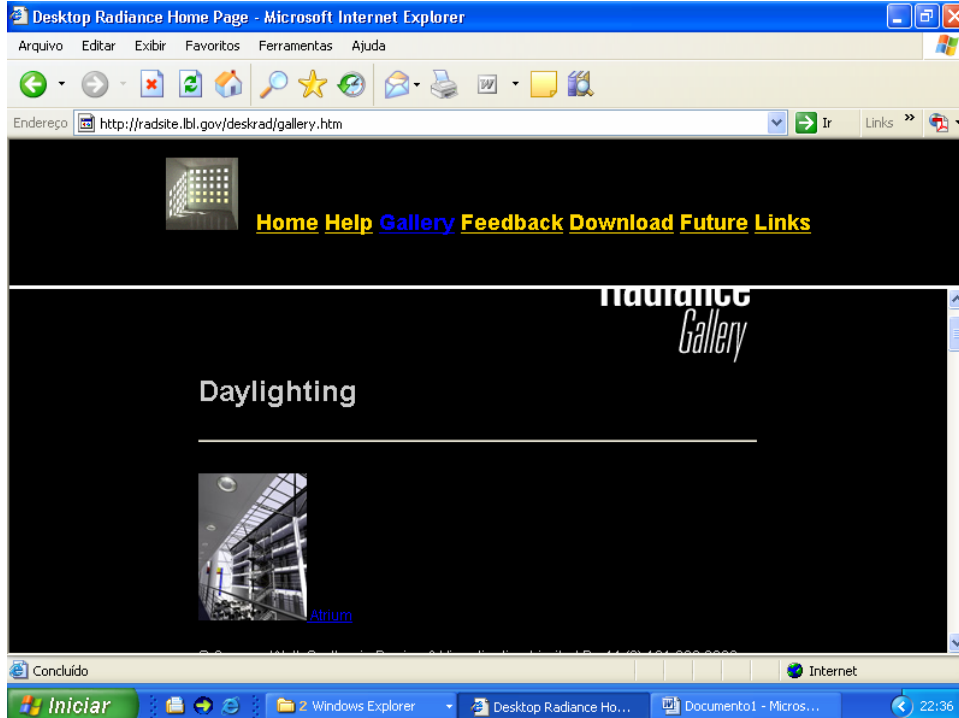 Desktop Radiance Home Page - Microsoft Internet Explorer
Arquivo Editar Exibir Favoritos Ferramentas Ajuda
Endereço http://radsite.lbl.gov/deskrad/gallery.htm Ir Links »
Home Help Gallery Feedback Download Future Links
Radiance
Gallery
Daylighting
Atrium
Concluído Internet
Iniciar 2 Windows Explorer Desktop Radiance Ho... Documento1 - Micros... 22:36